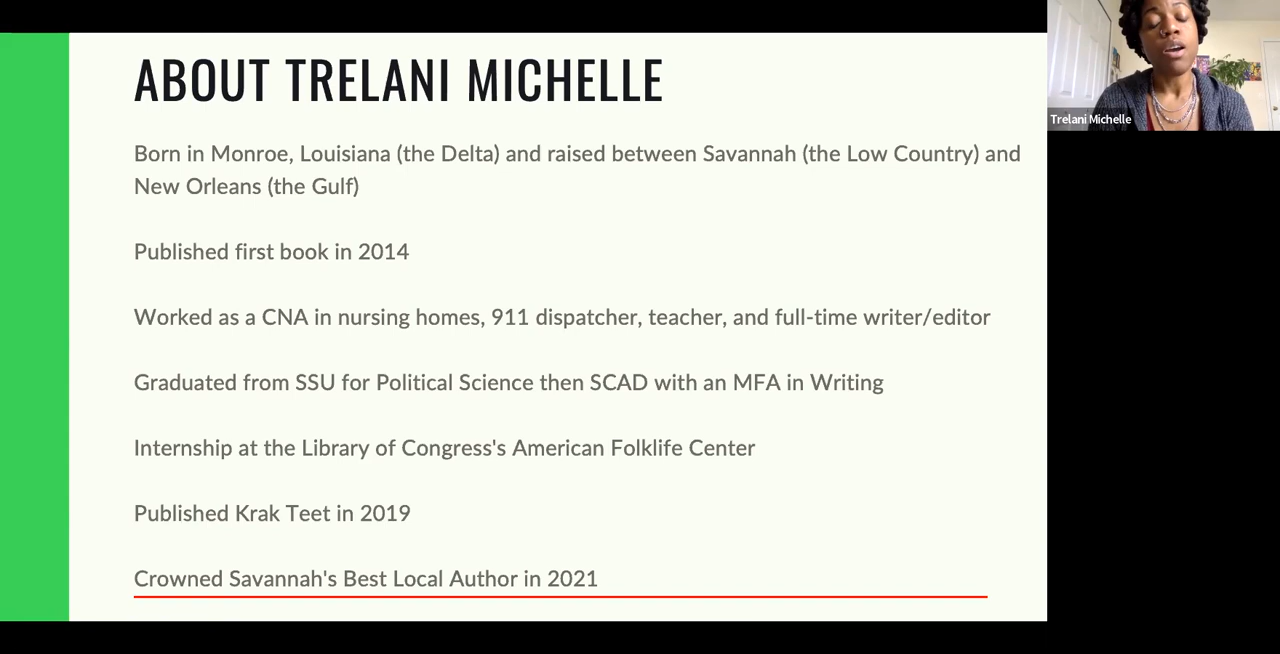 ABOUT TRELANI MICHELLE
Born in Monroe, Louisiana (the Delta) and raised between Savannah (the Low Country) and
New Orleans (the Gulf)
Published first book in 2014
Worked as a CNA in nursing homes, 911 dispatcher, teacher, and full-time writer/editor
Graduated from SSU for Political Science then SCAD with an MFA in Writing
Internship at the Library of Congress's American Folklife Center
Published Krak Teet in 2019
Crowned Savannah's Best Local Author in 2021
Trelani Michelle